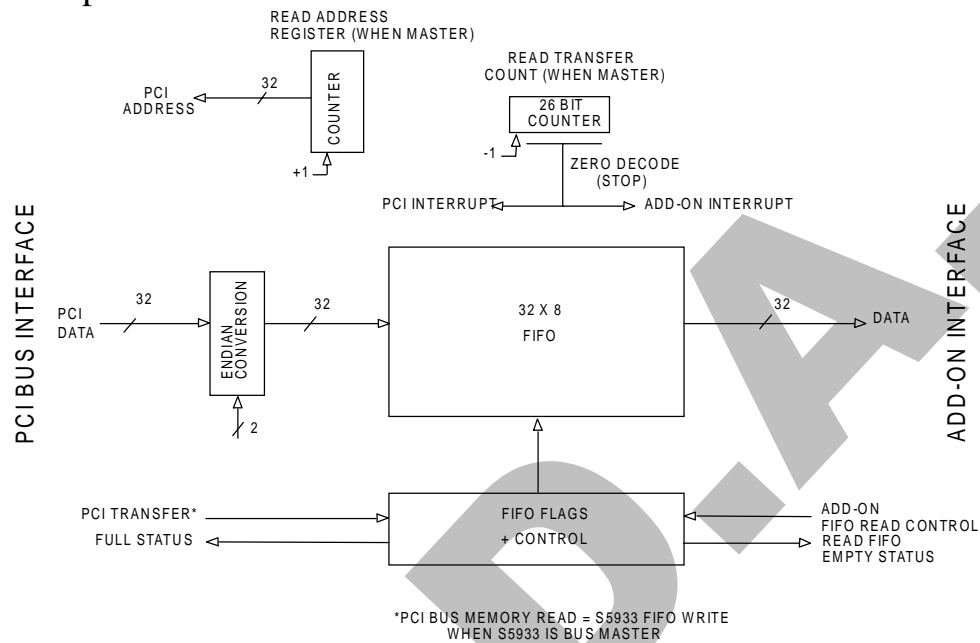 READ ADDRESS
REGISTER (WHEN MASTER)
PCI
ADDRESS
32
COUNTER
+1
READ TRANSFER
COUNT (WHEN MASTER)
26 BIT
COUNTER
-1
ZERO DECODE
(STOP)
PCI INTERRUPT
ADD-ON INTERRUPT
PCI BUS INTERFACE
PCI
DATA
32
ENDIAN
CONVERSION
2
32
32 X 8
FIFO
32
DATA
ADD-ON INTERFACE
PCI TRANSFER*
FULL STATUS
FIFO FLAGS
+ CONTROL
ADD-ON
FIFO READ CONTROL
READ FIFO
EMPTY STATUS
*PCI BUS MEMORY READ = S5933 FIFO WRITE
WHEN S5933 IS BUS MASTER